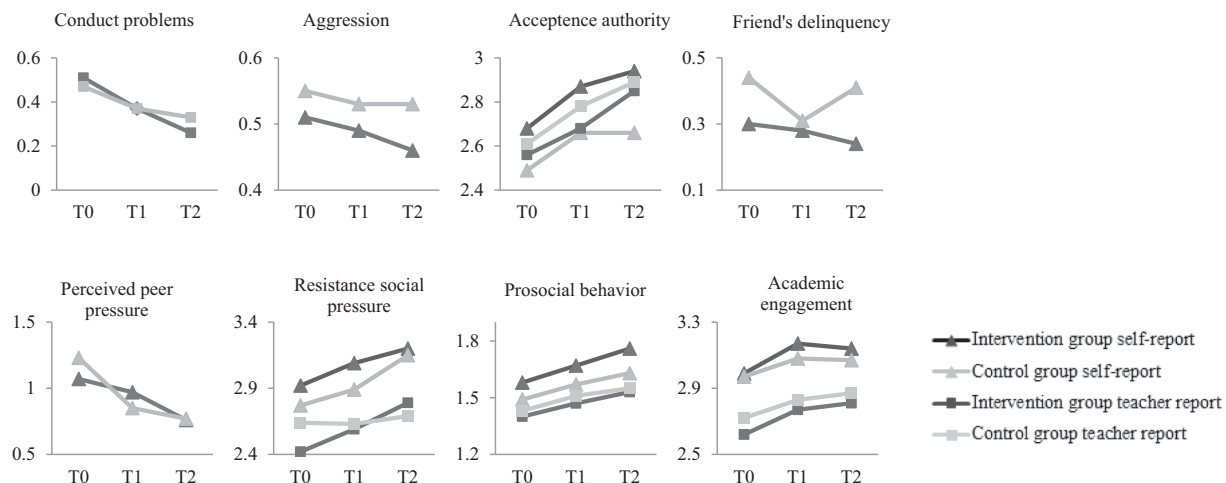 Conduct problems
0.6
0.4
0.2
0
T0 T1 T2
Aggression
0.6
0.5
0.4
T0 T1 T2
Acceptence authority
3
2.8
2.6
2.4
T0 T1 T2
Friend's delinquency
0.5
0.3
0.1
T0 T1 T2
Perceived peer
pressure
1.5
1
0.5
T0 T1 T2
Resistance social
pressure
3.4
2.9
2.4
T0 T1 T2
Prosocial behavior
1.8
1.5
1.2
T0 T1 T2
Academic
engagement
3.3
2.9
2.5
T0 T1 T2
Intervention group self-report
Control group self-report
Intervention group teacher report
Control group teacher report